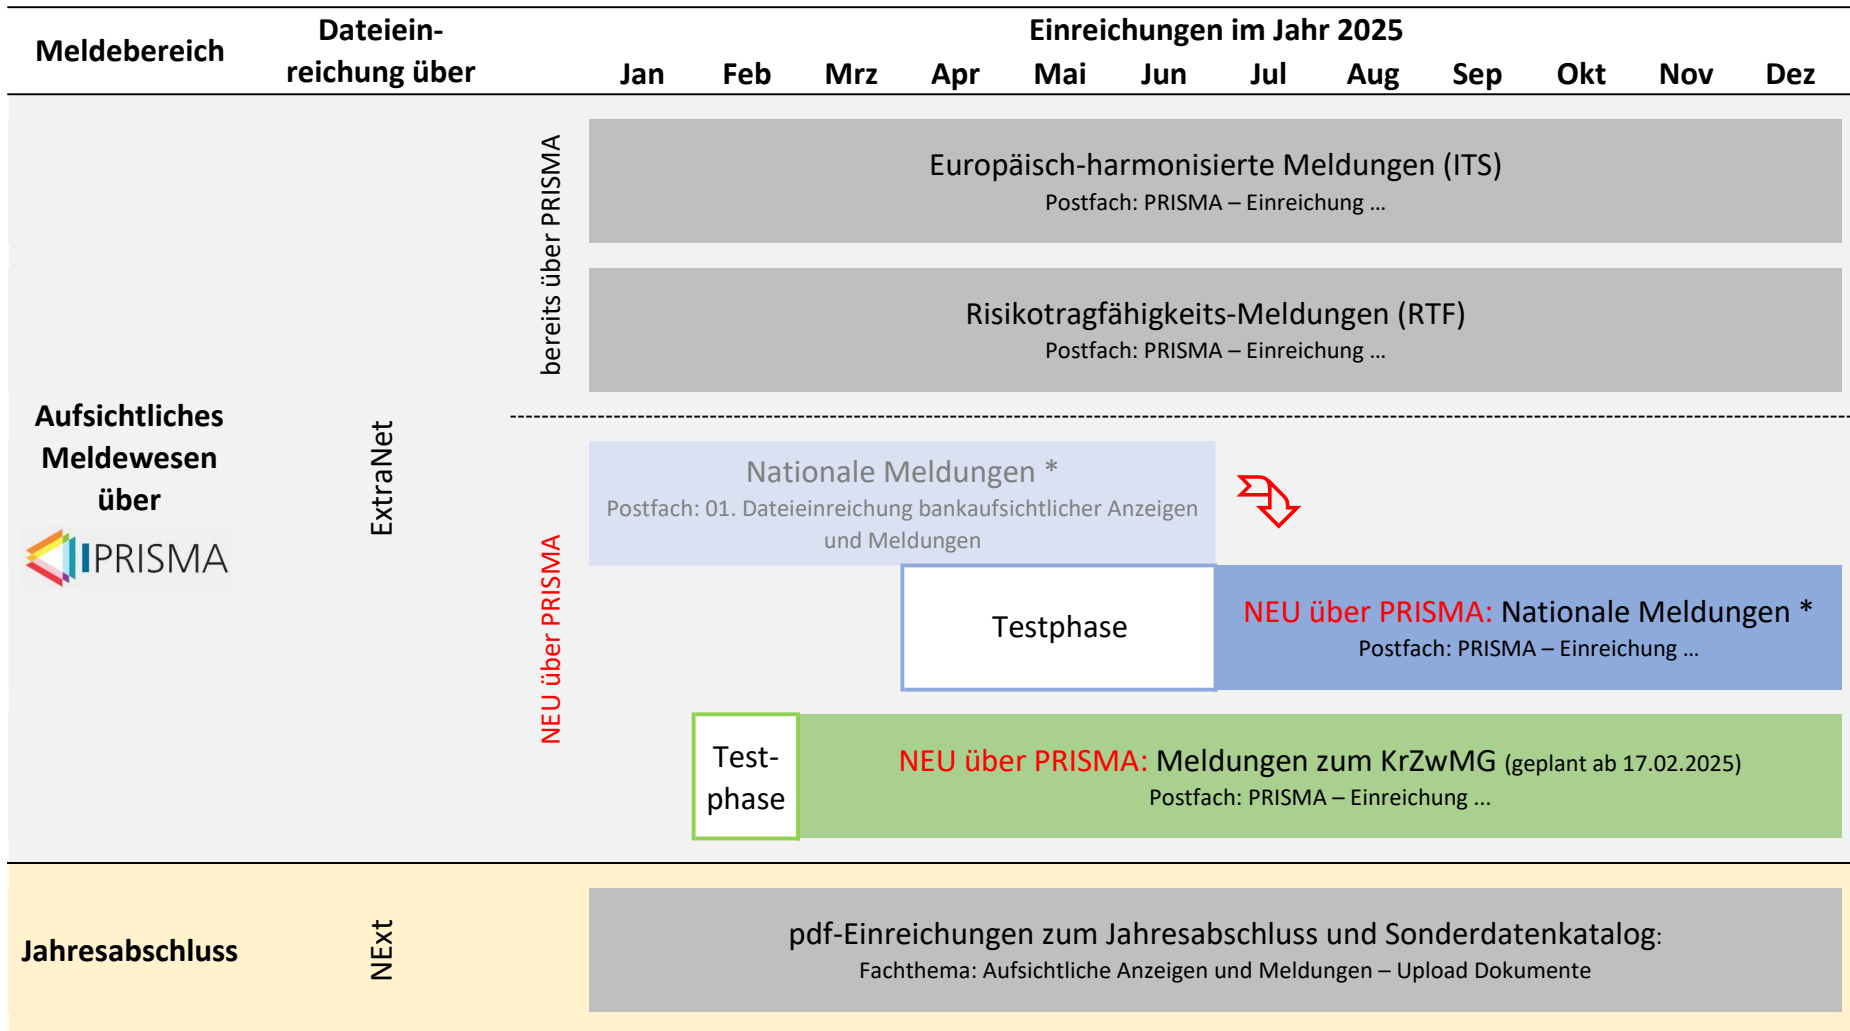 Meldebereich
Dateiein-
reichung über
Einreichungen im Jahr 2025
Jan Feb Mrz Apr Mai Jun Jul Aug Sep Okt Nov Dez
Aufsichtliches
Meldewesen
über
PRISMA
ExtraNet
bereits über PRISMA
Europäisch-harmonisierte Meldungen (ITS)
Postfach: PRISMA – Einreichung ...
Risikotragfähigkeits-Meldungen (RTF)
Postfach: PRISMA – Einreichung ...
NEU über PRISMA
Nationale Meldungen *
Postfach: 01. Dateieinreichung bankaufsichtlicher Anzeigen
und Meldungen
Testphase
NEU über PRISMA: Nationale Meldungen *
Postfach: PRISMA – Einreichung ...
Test-
phase
NEU über PRISMA: Meldungen zum KrZwMG (geplant ab 17.02.2025)
Postfach: PRISMA – Einreichung ...
Jahresabschluss
NExt
pdf-Einreichungen zum Jahresabschluss und Sonderdatenkatalog:
Fachthema: Aufsichtliche Anzeigen und Meldungen – Upload Dokumente